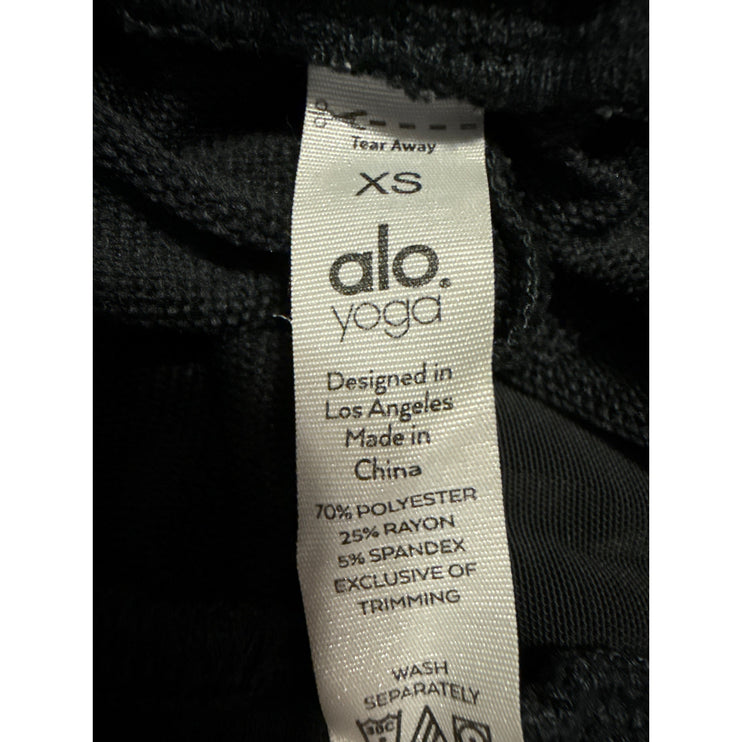 Tear Away
XS
alo.
yoga
Designed in
Los Angeles
Made in
China
70% POLYESTER
25% RAYON
5% SPANDEX
EXCLUSIVE OF
TRIMMING
WASH
SEPARATELY
30C